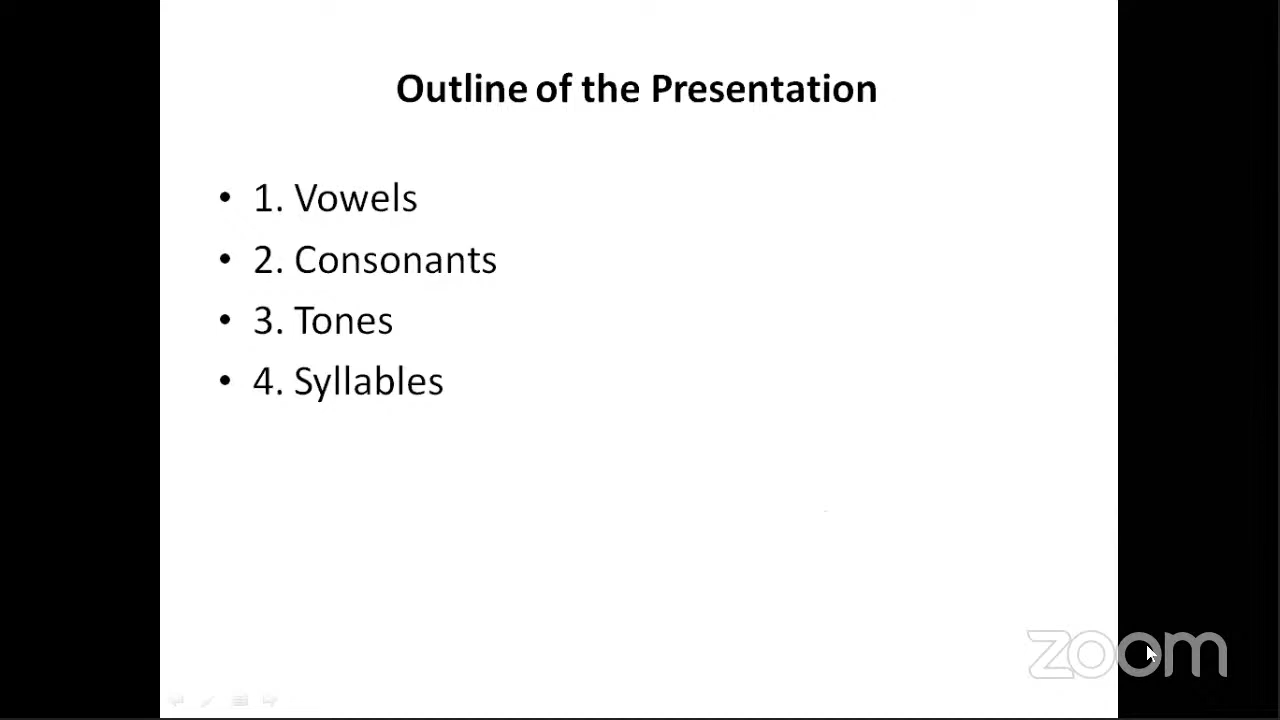 Outline of the Presentation
• 1. Vowels
• 2. Consonants
• 3. Tones
• 4. Syllables
zoom